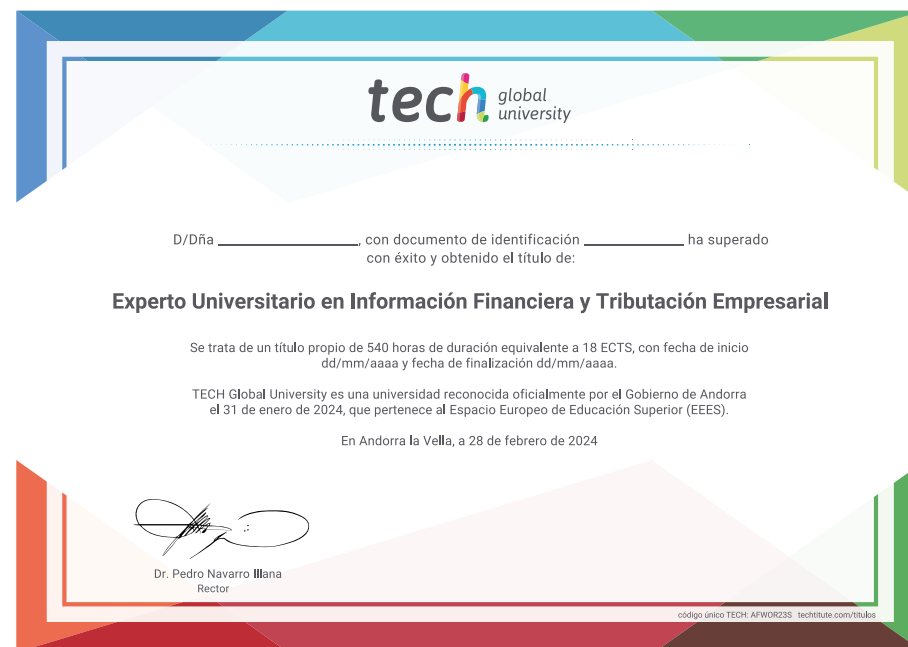 tech global university
D/Dña ______________, con documento de identificación __________ ha superado
con éxito y obtenido el título de:
Experto Universitario en Información Financiera y Tributación Empresarial
Se trata de un título propio de 540 horas de duración equivalente a 18 ECTS, con fecha de inicio
dd/mm/aaaa y fecha de finalización dd/mm/aaaa.
TECH Global University es una universidad reconocida oficialmente por el Gobierno de Andorra
el 31 de enero de 2024, que pertenece al Espacio Europeo de Educación Superior (EEES).
En Andorra la Vella, a 28 de febrero de 2024
Dr. Pedro Navarro Illana
Rector
código único TECH: AFWOR23S techtitute.com/titulos